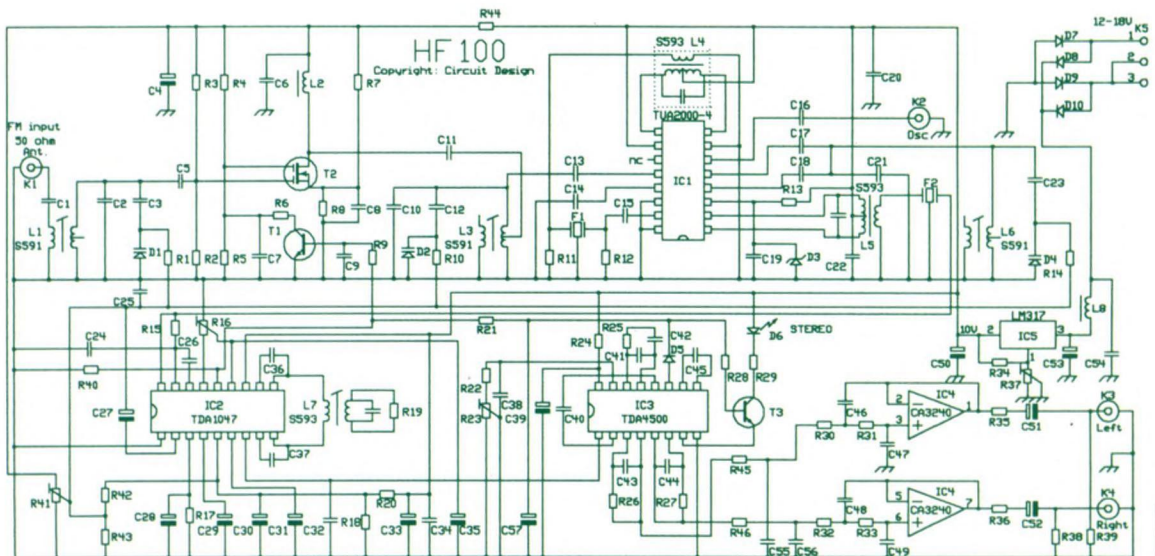 R44
12-18V
K5
HF 100
Copyright: Circuit Design
S593 L4
D7
1
D8
2
D9
3
D10
C4
R3
R4
C6
L2
R7
C20
K2
Osc
TUA2000-4
C16
FM input
50 ohm
Ant.
K1
C11
C17
C5
T2
nc
IC1
C13
C18
C21
S593
F2
C23
C1
C2
C3
R6
R8
C8
C10
C12
C14
R13
T1
F1
C15
L1
S591
L3
S591
L5
L6
S591
D1
R1
R2
R5
C7
C9
R9
D2
R10
R11
R12
C19
D3
C22
D4
R14
C25
L8
R15
R16
R21
R25
C42
D6
STEREO
LM317
10V
2
IC5
3
C24
C26
R24
C41
D5
C50
1
C53
C54
R34
R37
R40
C36
R22
C45
R28
R29
C27
IC2
TDA1047
L7
S593
R19
R23
C38
C39
C40
IC3
TDA4500
T3
C46
2
3
IC4
CA3240
1
K3
Left
R30
R31
R35
C51
C37
C47
R45
R41
R42
R20
C43
C44
C48
5
6
IC4
CA3240
7
K4
Right
R43
C28
R17
C29
C30
C31
C32
R18
C33
C34
C35
C57
R26
R27
R46
R32
R33
R36
C52
C55
C56
C49
R38
R39